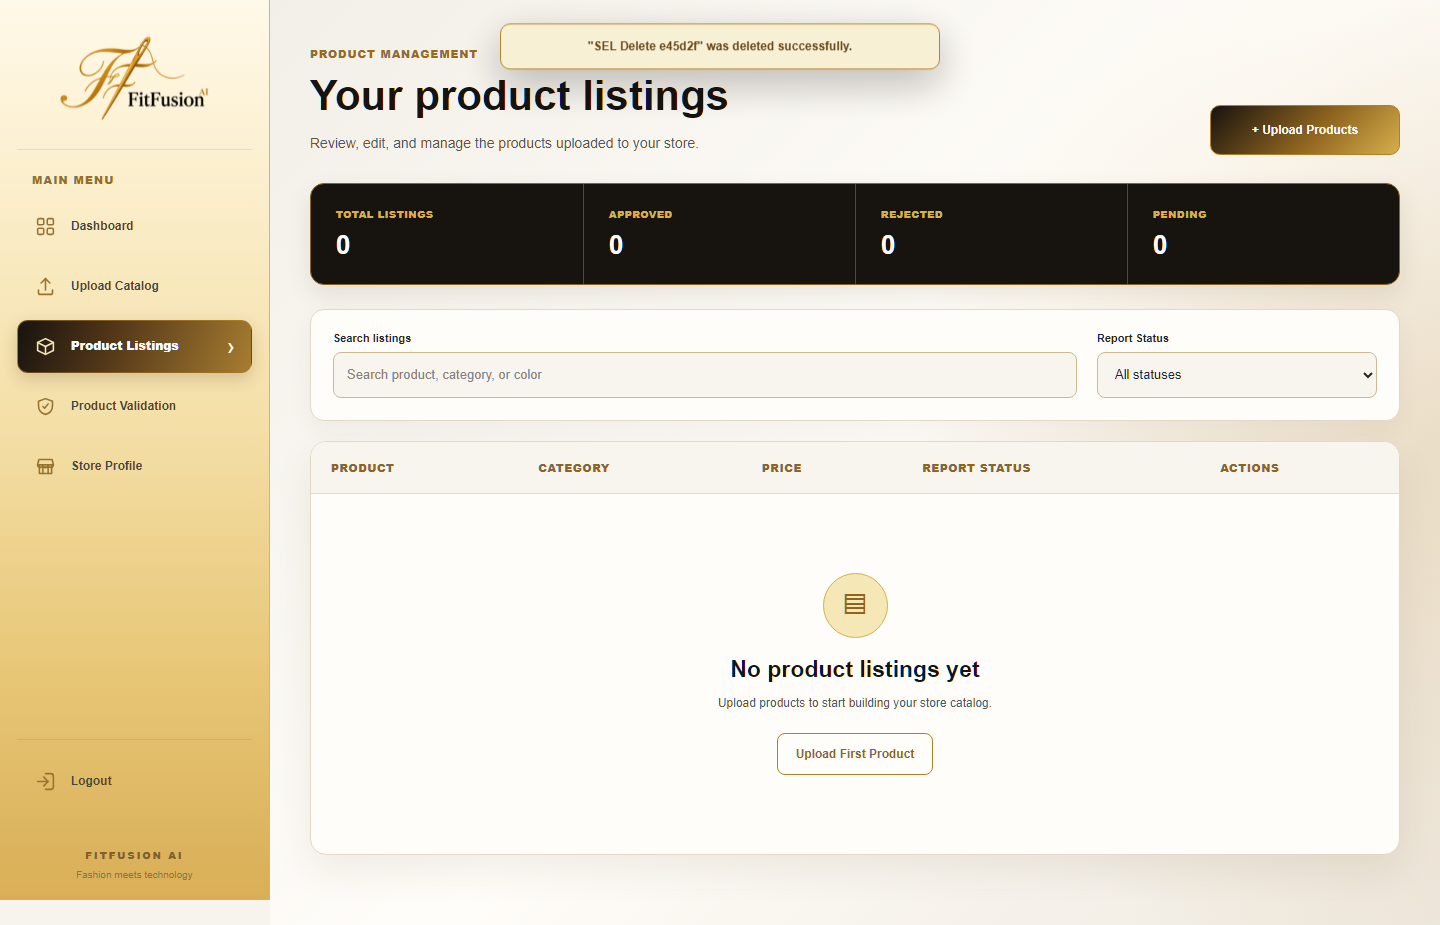 FitFusion AI
MAIN MENU
Dashboard
Upload Catalog
Product Listings
Product Validation
Store Profile
Logout
FITFUSION AI
Fashion meets technology
"SEL Delete e45d2f" was deleted successfully.
PRODUCT MANAGEMENT
Your product listings
Review, edit, and manage the products uploaded to your store.
+ Upload Products
TOTAL LISTINGS
0
APPROVED
0
REJECTED
0
PENDING
0
Search listings
Search product, category, or color
Report Status
All statuses
PRODUCT CATEGORY PRICE REPORT STATUS ACTIONS
No product listings yet
Upload products to start building your store catalog.
Upload First Product